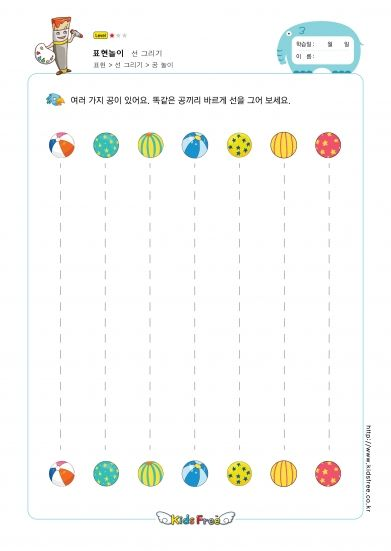 Level
표현놀이 선 그리기
표현 > 선 그리기 > 공 놀이
학습일 : 월 일
이 름 :
여러 가지 공이 있어요. 똑같은 공끼리 바르게 선을 그어 보세요.
http://www.kidsfree.co.kr
Kids Free